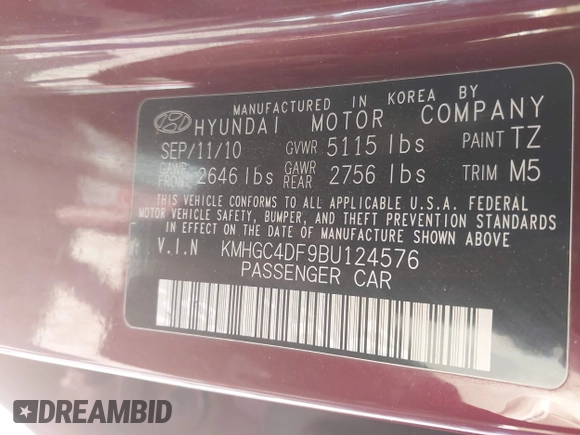 MANUFACTURED IN KOREA BY
HYUNDAI MOTOR COMPANY
SEP/11/10 GVWR 5115 lbs PAINT TZ
GAWR FRONT 2646 lbs GAWR REAR 2756 lbs TRIM M5
THIS VEHICLE CONFORMS TO ALL APPLICABLE U.S.A. FEDERAL
MOTOR VEHICLE SAFETY, BUMPER, AND THEFT PREVENTION STANDARDS
IN EFFECT ON THE DATE OF MANUFACTURE SHOWN ABOVE.
V.I.N KMHGC4DF9BU124576
PASSENGER CAR
DREAMBID